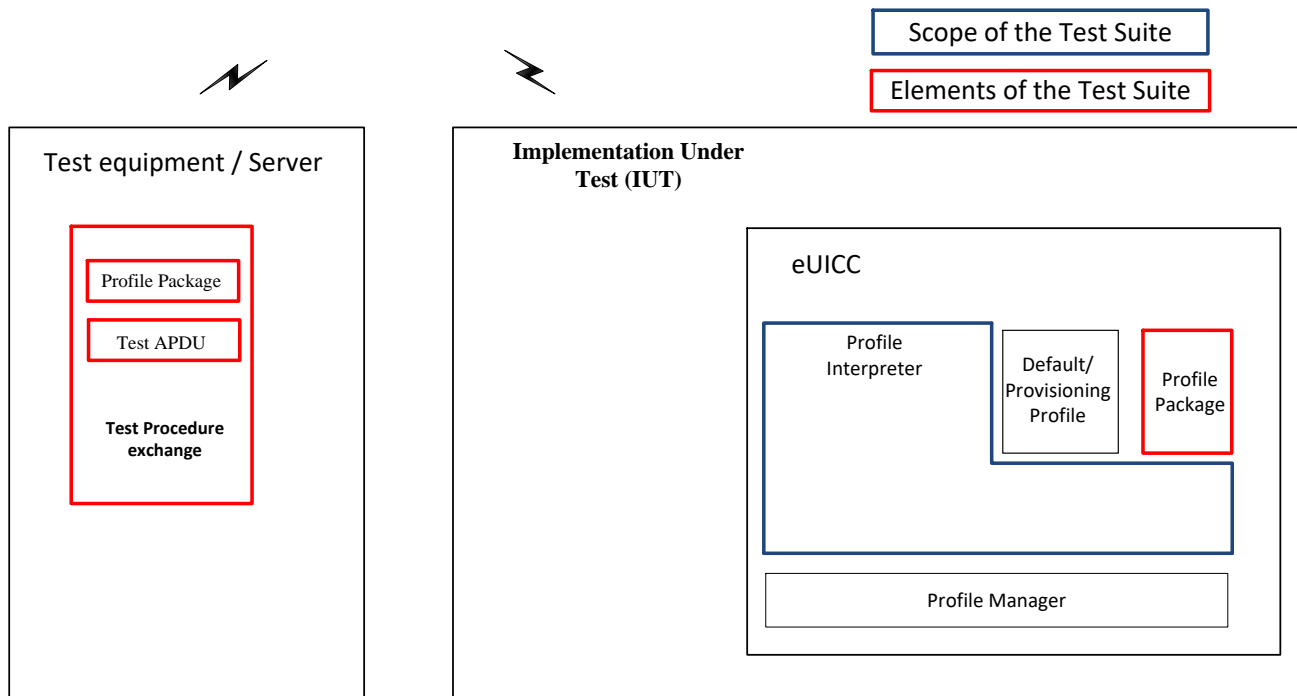 Scope of the Test Suite
Elements of the Test Suite
Test equipment / Server
Profile Package
Test APDU
Test Procedure
exchange
Implementation Under
Test (IUT)
eUICC
Profile
Interpreter
Default/
Provisioning
Profile
Profile
Package
Profile Manager